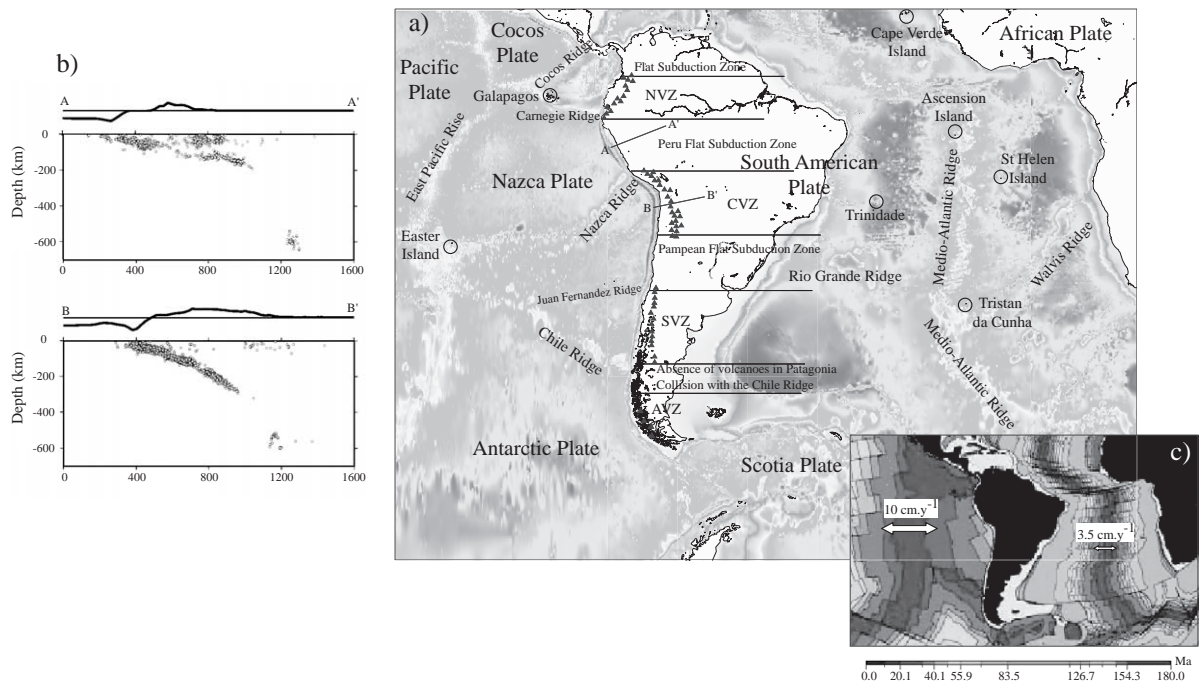 b)
A
A'
Depth (km)
0
-200
-400
-600
0
400
800
1200
1600
B
B'
Depth (km)
0
-200
-400
-600
0
400
800
1200
1600
a)
Cocos
Plate
Pacific
Plate
Cocos Ridge
Galapagos
Carnegie Ridge
East Pacific Rise
Nazca Plate
Nazca Ridge
Easter
Island
Juan Fernandez Ridge
Chile Ridge
Antarctic Plate
Flat Subduction Zone
NVZ
A'
A
Peru Flat Subduction Zone
South American
Plate
B
B'
CVZ
Pampean Flat Subduction Zone
SVZ
Absence of volcanoes in Patagonia
Collision with the Chile Ridge
AVZ
Scotia Plate
Cape Verde
Island
African Plate
Ascension
Island
St Helen
Island
Trinidade
Medio-Atlantic Ridge
Walvis Ridge
Rio Grande Ridge
Tristan
da Cunha
Medio-Atlantic Ridge
c)
10 cm.y-1
3.5 cm.y-1
Ma
0.0 20.1 40.1 55.9 83.5 126.7 154.3 180.0